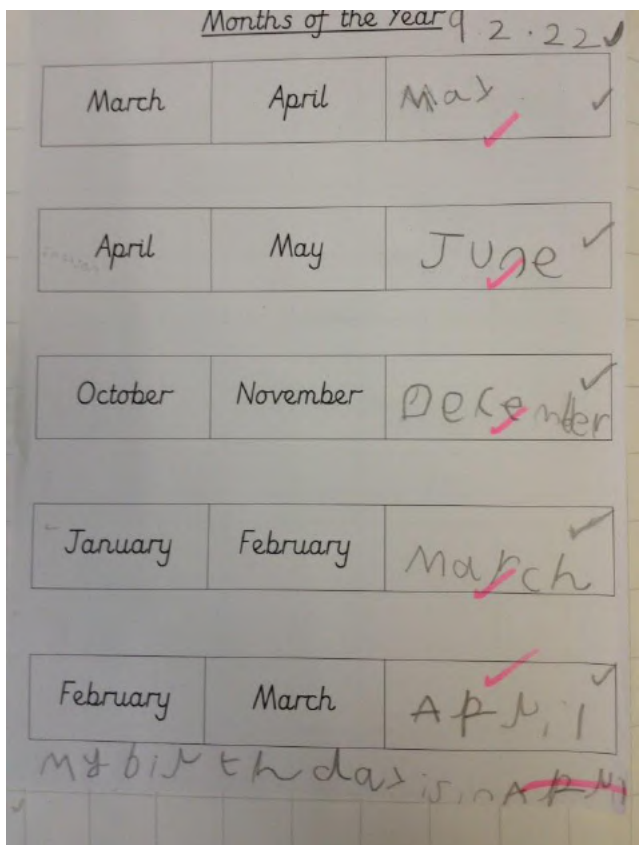 Months of the Year 9.2.22
March April May
April May June
October November December
January February March
February March April
My birthday is in April